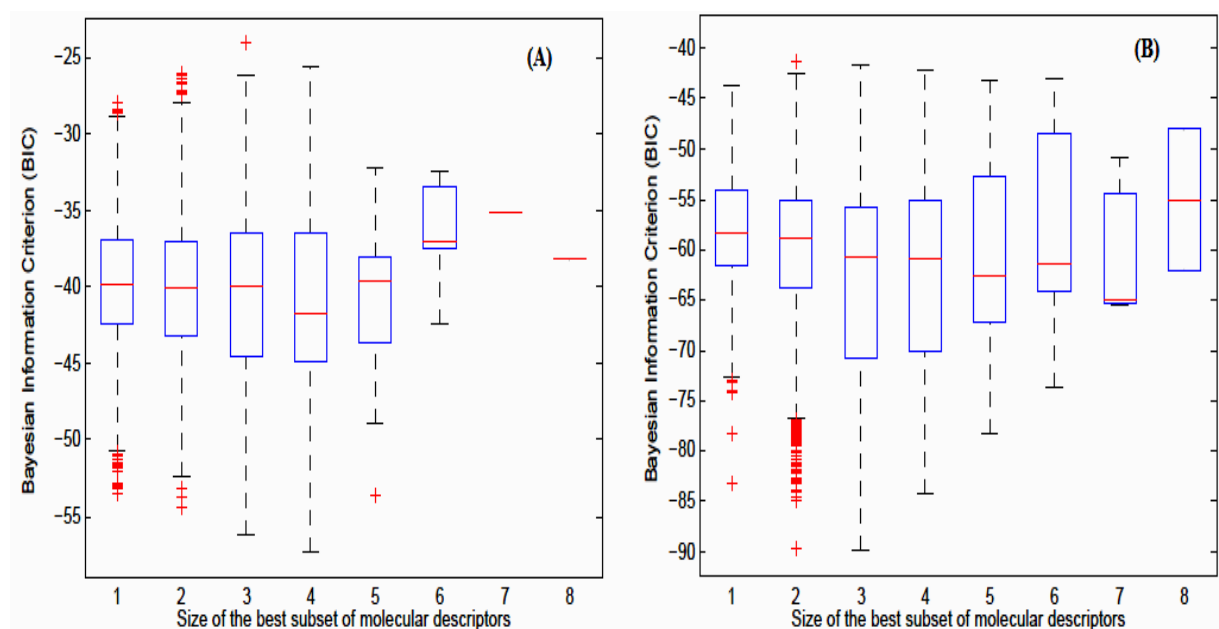 (A)
Bayesian Information Criterion (BIC)
−25
−30
−35
−40
−45
−50
−55
1 2 3 4 5 6 7 8
Size of the best subset of molecular descriptors
(B)
Bayesian Information Criterion (BIC)
−40
−45
−50
−55
−60
−65
−70
−75
−80
−85
−90
1 2 3 4 5 6 7 8
Size of the best subset of molecular descriptors